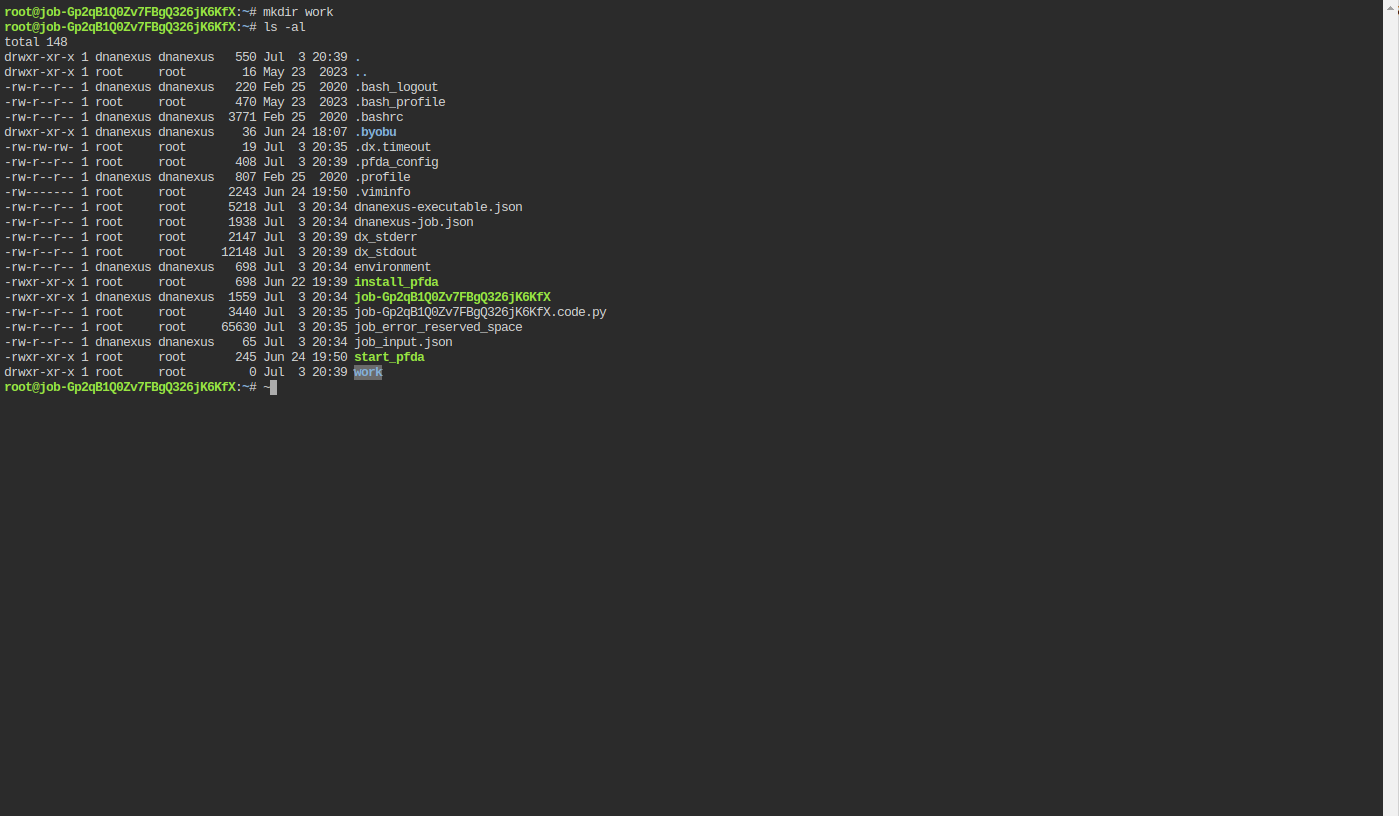 root@job-Gp2qB1Q0Zv7FBgQ326jK6KfX:~# mkdir work
root@job-Gp2qB1Q0Zv7FBgQ326jK6KfX:~# ls -al
total 148
drwxr-xr-x 1 dnanexus dnanexus   550 Jul  3 20:39 .
drwxr-xr-x 1 root     root        16 May 23  2023 ..
-rw-r--r-- 1 dnanexus dnanexus   220 Feb 25  2020 .bash_logout
-rw-r--r-- 1 root     root       470 May 23  2023 .bash_profile
-rw-r--r-- 1 dnanexus dnanexus  3771 Feb 25  2020 .bashrc
drwxr-xr-x 1 dnanexus dnanexus    36 Jun 24 18:07 .byobu
-rw-rw-rw- 1 root     root        19 Jul  3 20:35 .dx.timeout
-rw-r--r-- 1 root     root       408 Jul  3 20:39 .pfda_config
-rw-r--r-- 1 dnanexus dnanexus   807 Feb 25  2020 .profile
-rw------- 1 root     root      2243 Jun 24 19:50 .viminfo
-rw-r--r-- 1 root     root      5218 Jul  3 20:34 dnanexus-executable.json
-rw-r--r-- 1 root     root      1938 Jul  3 20:34 dnanexus-job.json
-rw-r--r-- 1 root     root      2147 Jul  3 20:39 dx_stderr
-rw-r--r-- 1 root     root     12148 Jul  3 20:39 dx_stdout
-rw-r--r-- 1 dnanexus dnanexus   698 Jul  3 20:34 environment
-rwxr-xr-x 1 root     root       698 Jun 22 19:39 install_pfda
-rwxr-xr-x 1 dnanexus dnanexus  1559 Jul  3 20:34 job-Gp2qB1Q0Zv7FBgQ326jK6KfX
-rw-r--r-- 1 root     root      3440 Jul  3 20:35 job-Gp2qB1Q0Zv7FBgQ326jK6KfX.code.py
-rw-r--r-- 1 root     root     65630 Jul  3 20:35 job_error_reserved_space
-rw-r--r-- 1 dnanexus dnanexus    65 Jul  3 20:34 job_input.json
-rwxr-xr-x 1 root     root       245 Jun 24 19:50 start_pfda
drwxr-xr-x 1 root     root         0 Jul  3 20:39 work
root@job-Gp2qB1Q0Zv7FBgQ326jK6KfX:~# ~